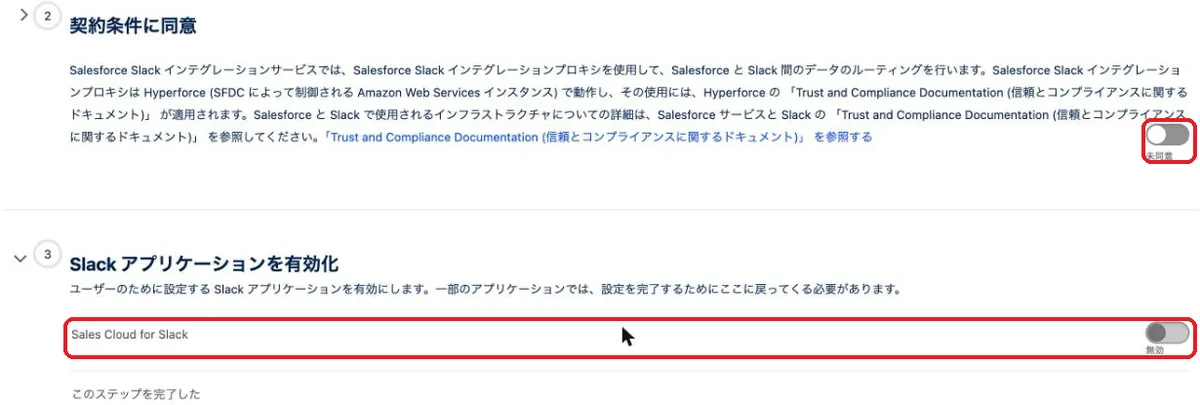 2
契約条件に同意
Salesforce Slack インテグレーションサービスでは、Salesforce Slack インテグレーションプロキシを使用して、Salesforce と Slack 間のデータのルーティングを行います。Salesforce Slack インテグレーショ
ンプロキシは Hyperforce (SFDC によって制御される Amazon Web Services インスタンス) で動作し、その使用には、Hyperforce の 「Trust and Compliance Documentation (信頼とコンプライアンスに関する
ドキュメント)」 が適用されます。Salesforce と Slack で使用されるインフラストラクチャについての詳細は、Salesforce サービスと Slack の 「Trust and Compliance Documentation (信頼とコンプライアンス
に関するドキュメント)」 を参照してください。「Trust and Compliance Documentation (信頼とコンプライアンスに関するドキュメント)」 を参照する
未同意
3
Slack アプリケーションを有効化
ユーザーのために設定する Slack アプリケーションを有効にします。一部のアプリケーションでは、設定を完了するためにここに戻ってくる必要があります。
Sales Cloud for Slack
無効
このステップを完了した